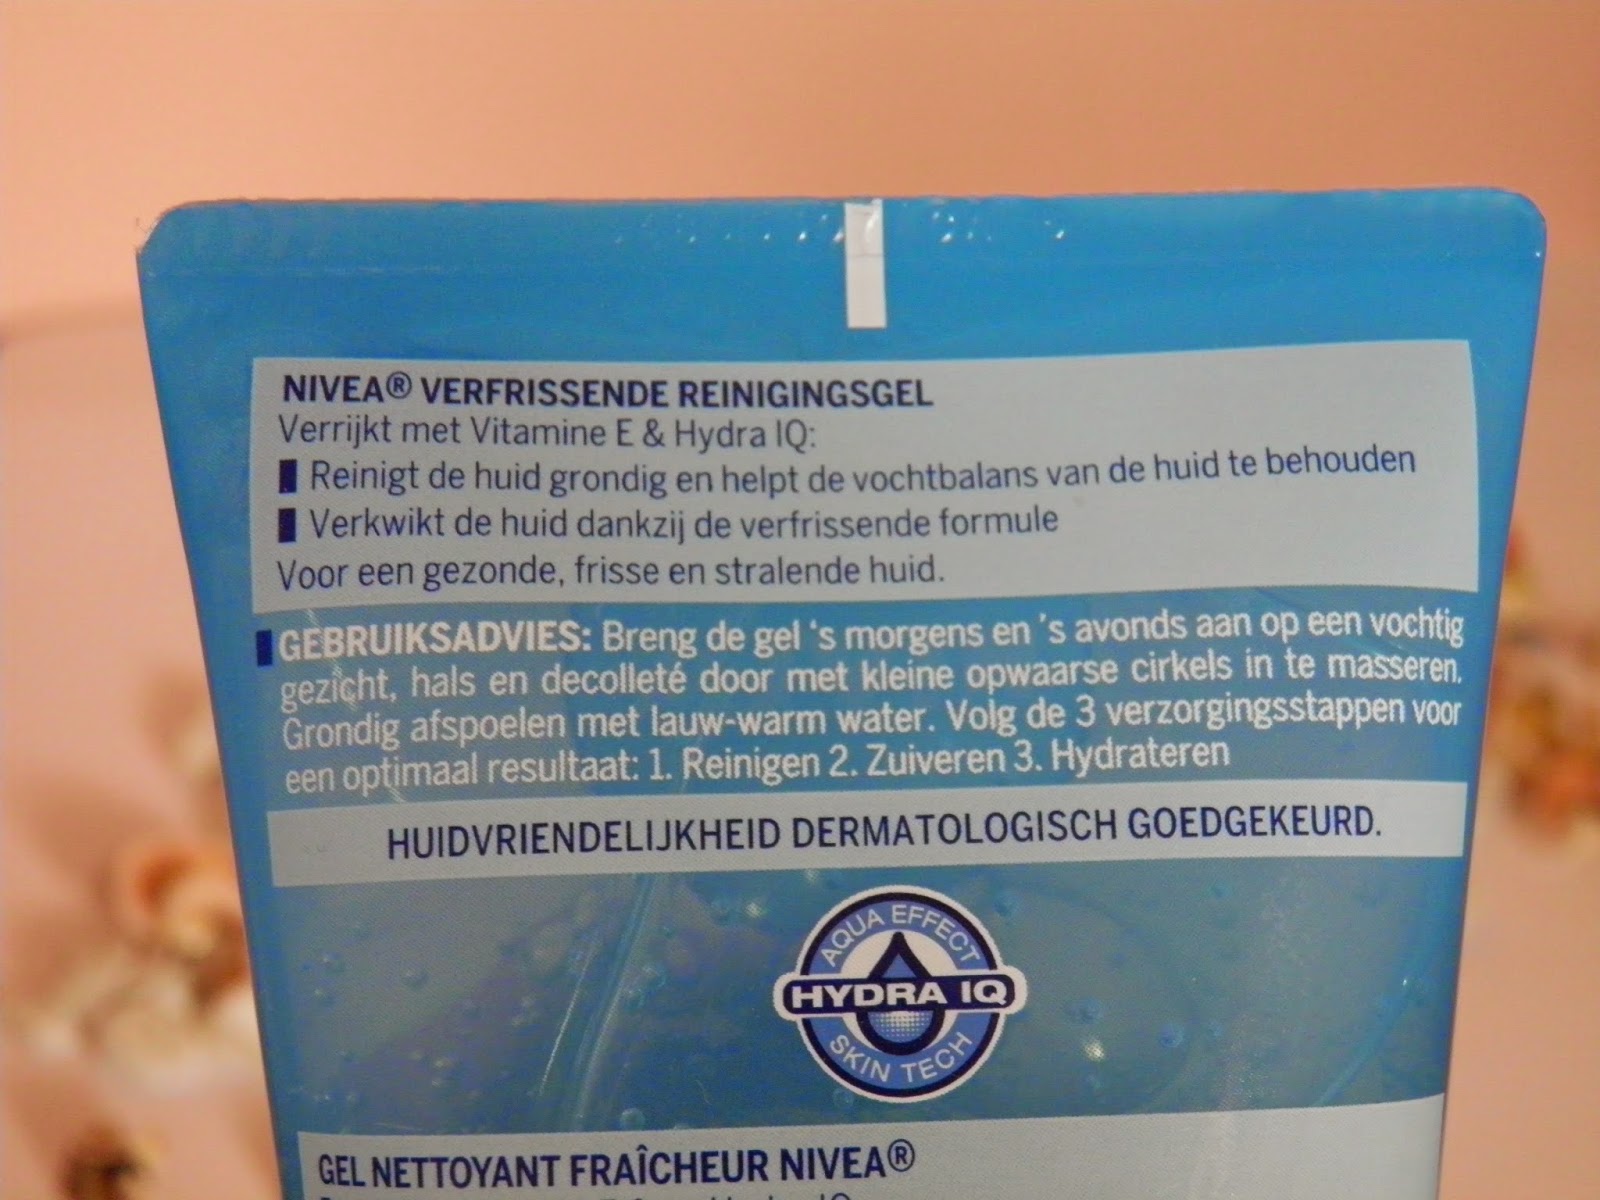 NIVEA® VERFRISSENDE REINIGINGSGEL
Verrijkt met Vitamine E & Hydra IQ:
Reinigt de huid grondig en helpt de vochtbalans van de huid te behouden
Verkwikt de huid dankzij de verfrissende formule
Voor een gezonde, frisse en stralende huid.
GEBRUIKSADVIES: Breng de gel 's morgens en 's avonds aan op een vochtig
gezicht, hals en decolleté door met kleine opwaarse cirkels in te masseren.
Grondig afspoelen met lauw-warm water. Volg de 3 verzorgingsstappen voor
een optimaal resultaat: 1. Reinigen 2. Zuiveren 3. Hydrateren
HUIDVRIENDELIJKHEID DERMATOLOGISCH GOEDGEKEURD.
AQUA EFFECT
HYDRA IQ
SKIN TECH
GEL NETTOYANT FRAÎCHEUR NIVEA®